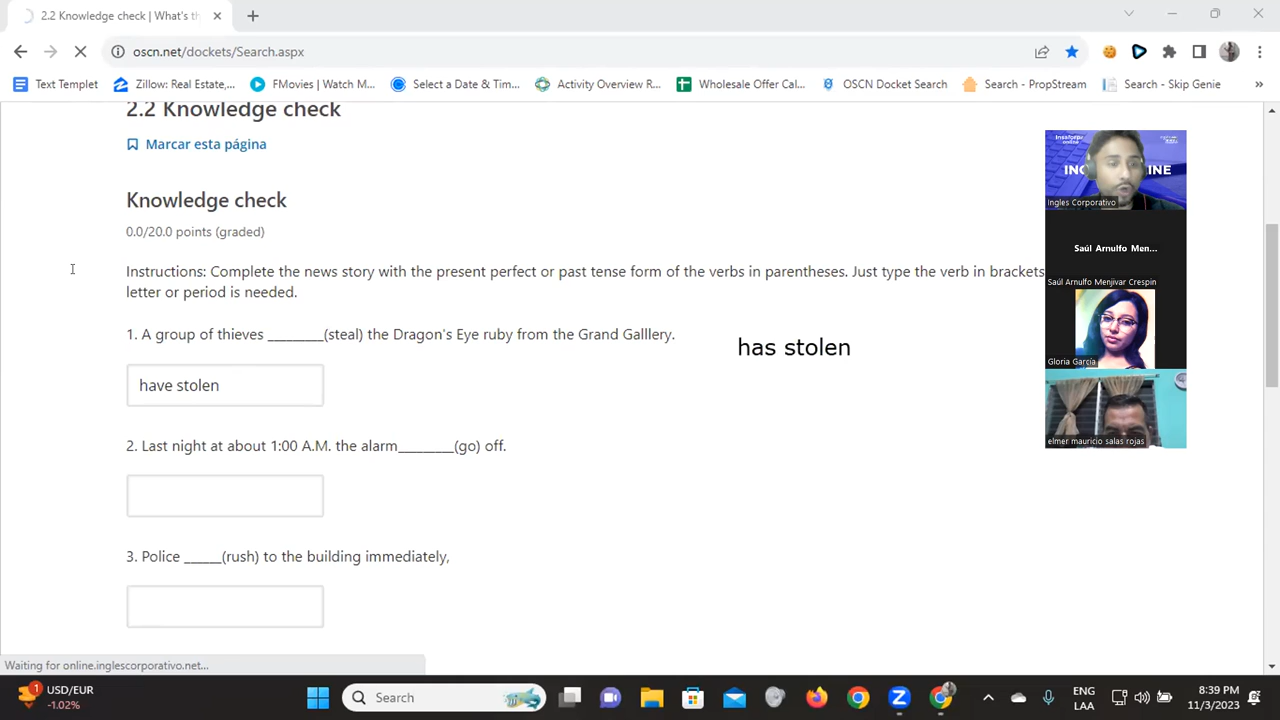 2.2 Knowledge check | What's th
oscn.net/dockets/Search.aspx
Text Templet
Zillow: Real Estate,...
FMovies | Watch M...
Select a Date & Tim...
Activity Overview R...
Wholesale Offer Cal...
OSCN Docket Search
Search - PropStream
Search - Skip Genie
»
2.2 Knowledge check
Marcar esta página
Knowledge check
0.0/20.0 points (graded)
Instructions: Complete the news story with the present perfect or past tense form of the verbs in parentheses. Just type the verb in brackets
letter or period is needed.
1. A group of thieves ________(steal) the Dragon's Eye ruby from the Grand Galllery.
has stolen
have stolen
2. Last night at about 1:00 A.M. the alarm________(go) off.
3. Police _____(rush) to the building immediately,
Ingles Corporativo
Saúl Arnulfo Men...
Saúl Arnulfo Menjivar Crespin
Gloria García
elmer mauricio salas rojas
Waiting for online.inglescorporativo.net...
1
USD/EUR
-1.02%
Search
ENG
LAA
8:39 PM
11/3/2023